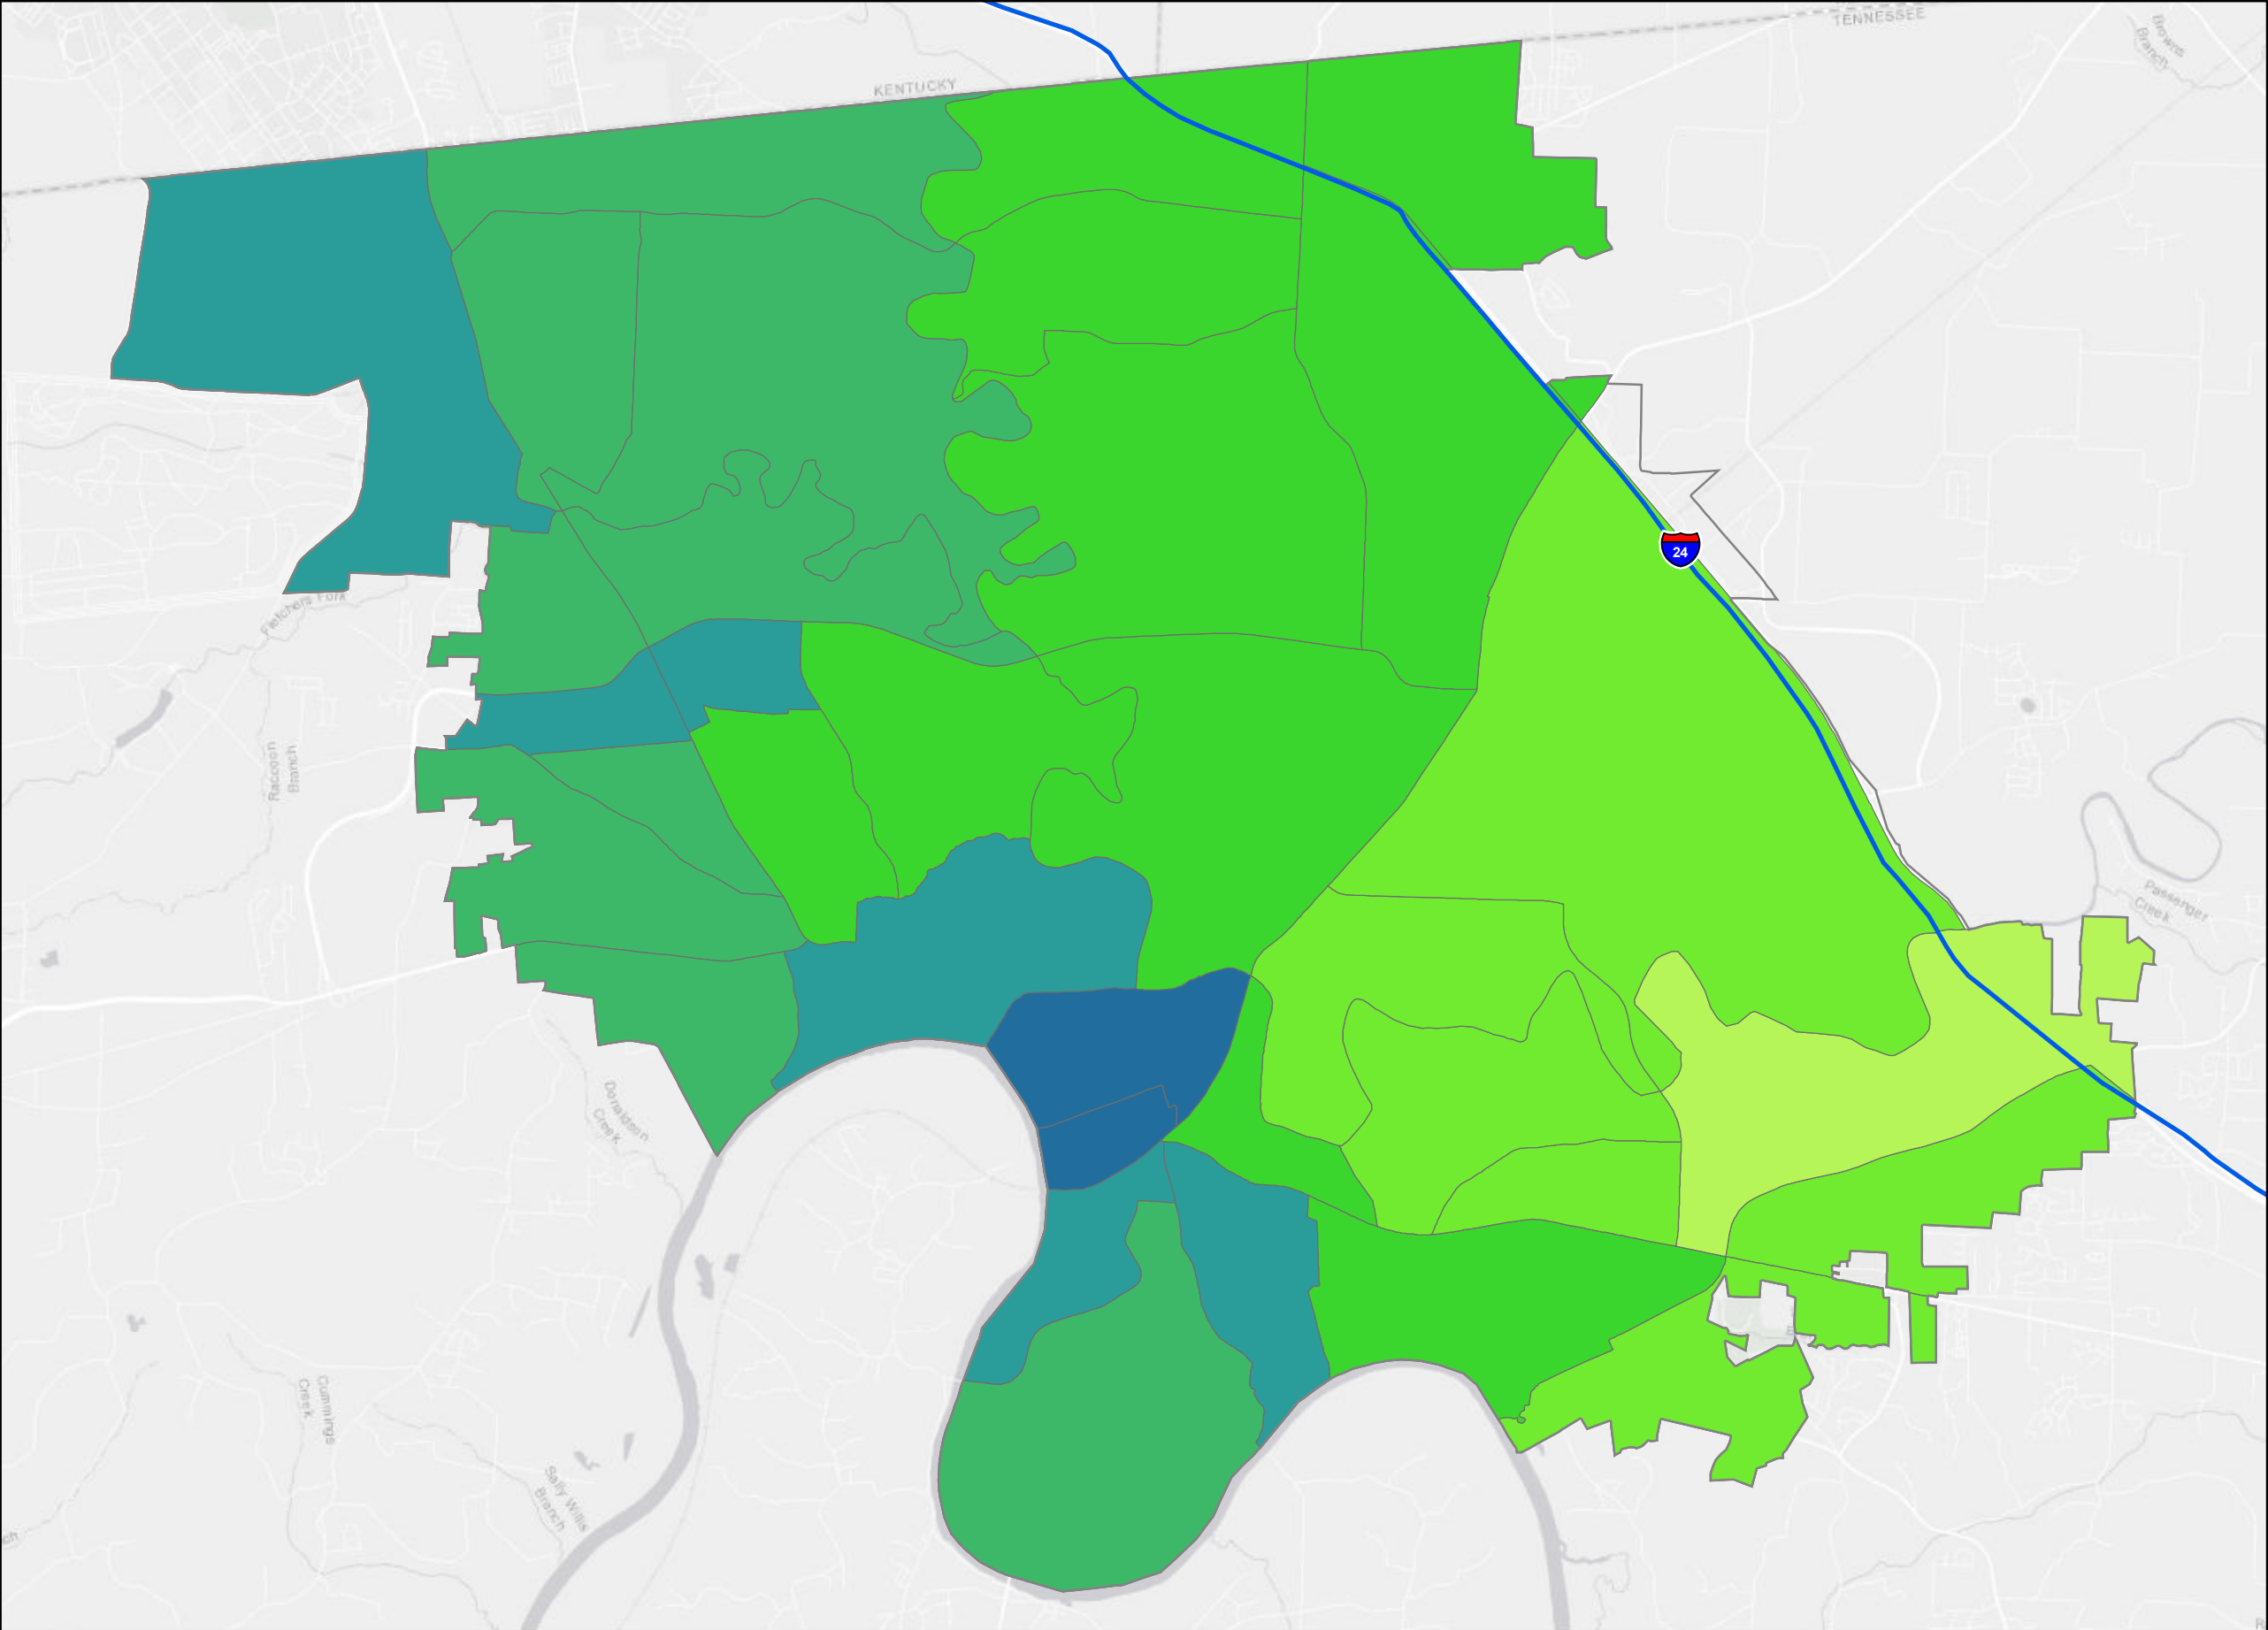 TENNESSEE
Browns
Branch
KENTUCKY
24
Fletchers Fork
Raccoon
Branch
Passenger
Creek
Donaldson
Creek
Cummings
Creek
Sally Willis
Branch